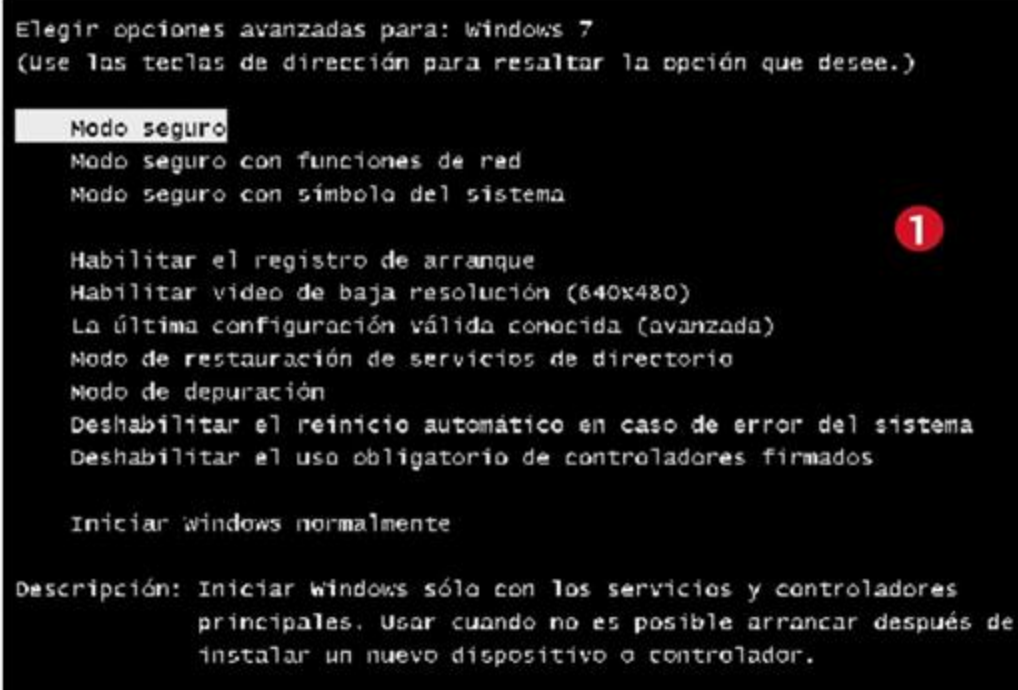 Elegir opciones avanzadas para: Windows 7
(Use las teclas de dirección para resaltar la opción que desee.)
Modo seguro
Modo seguro con funciones de red
Modo seguro con símbolo del sistema
1
Habilitar el registro de arranque
Habilitar vídeo de baja resolución (640x480)
La última configuración válida conocida (avanzada)
Modo de restauración de servicios de directorio
Modo de depuración
Deshabilitar el reinicio automático en caso de error del sistema
Deshabilitar el uso obligatorio de controladores firmados
Iniciar Windows normalmente
Descripción: Iniciar Windows sólo con los servicios y controladores
principales. Usar cuando no es posible arrancar después de
instalar un nuevo dispositivo o controlador.